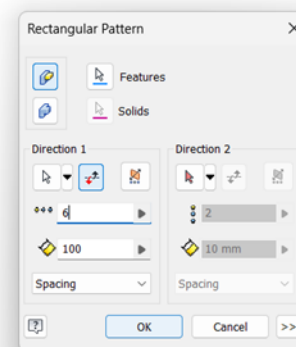 Rectangular Pattern
Features
Solids
Direction 1 Direction 2
6 2
100 10 mm
Spacing Spacing
? OK Cancel >>